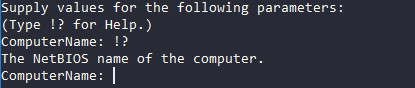 Supply values for the following parameters:
(Type !? for Help.)
ComputerName: !?
The NetBIOS name of the computer.
ComputerName: